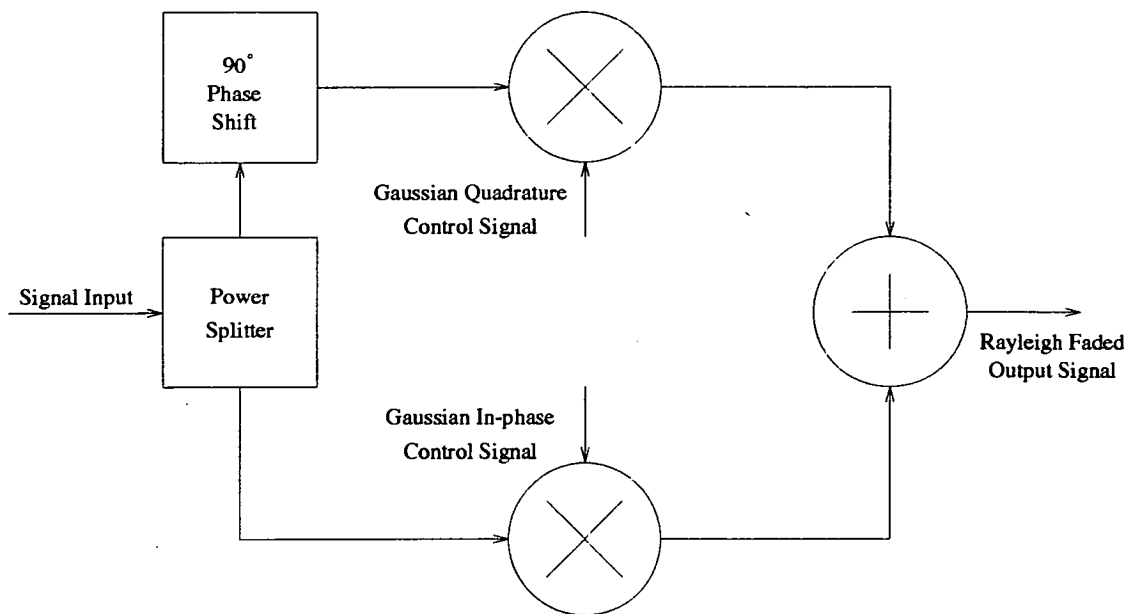 90°
Phase
Shift
Gaussian Quadrature
Control Signal
Signal Input
Power
Splitter
Rayleigh Faded
Output Signal
Gaussian In-phase
Control Signal